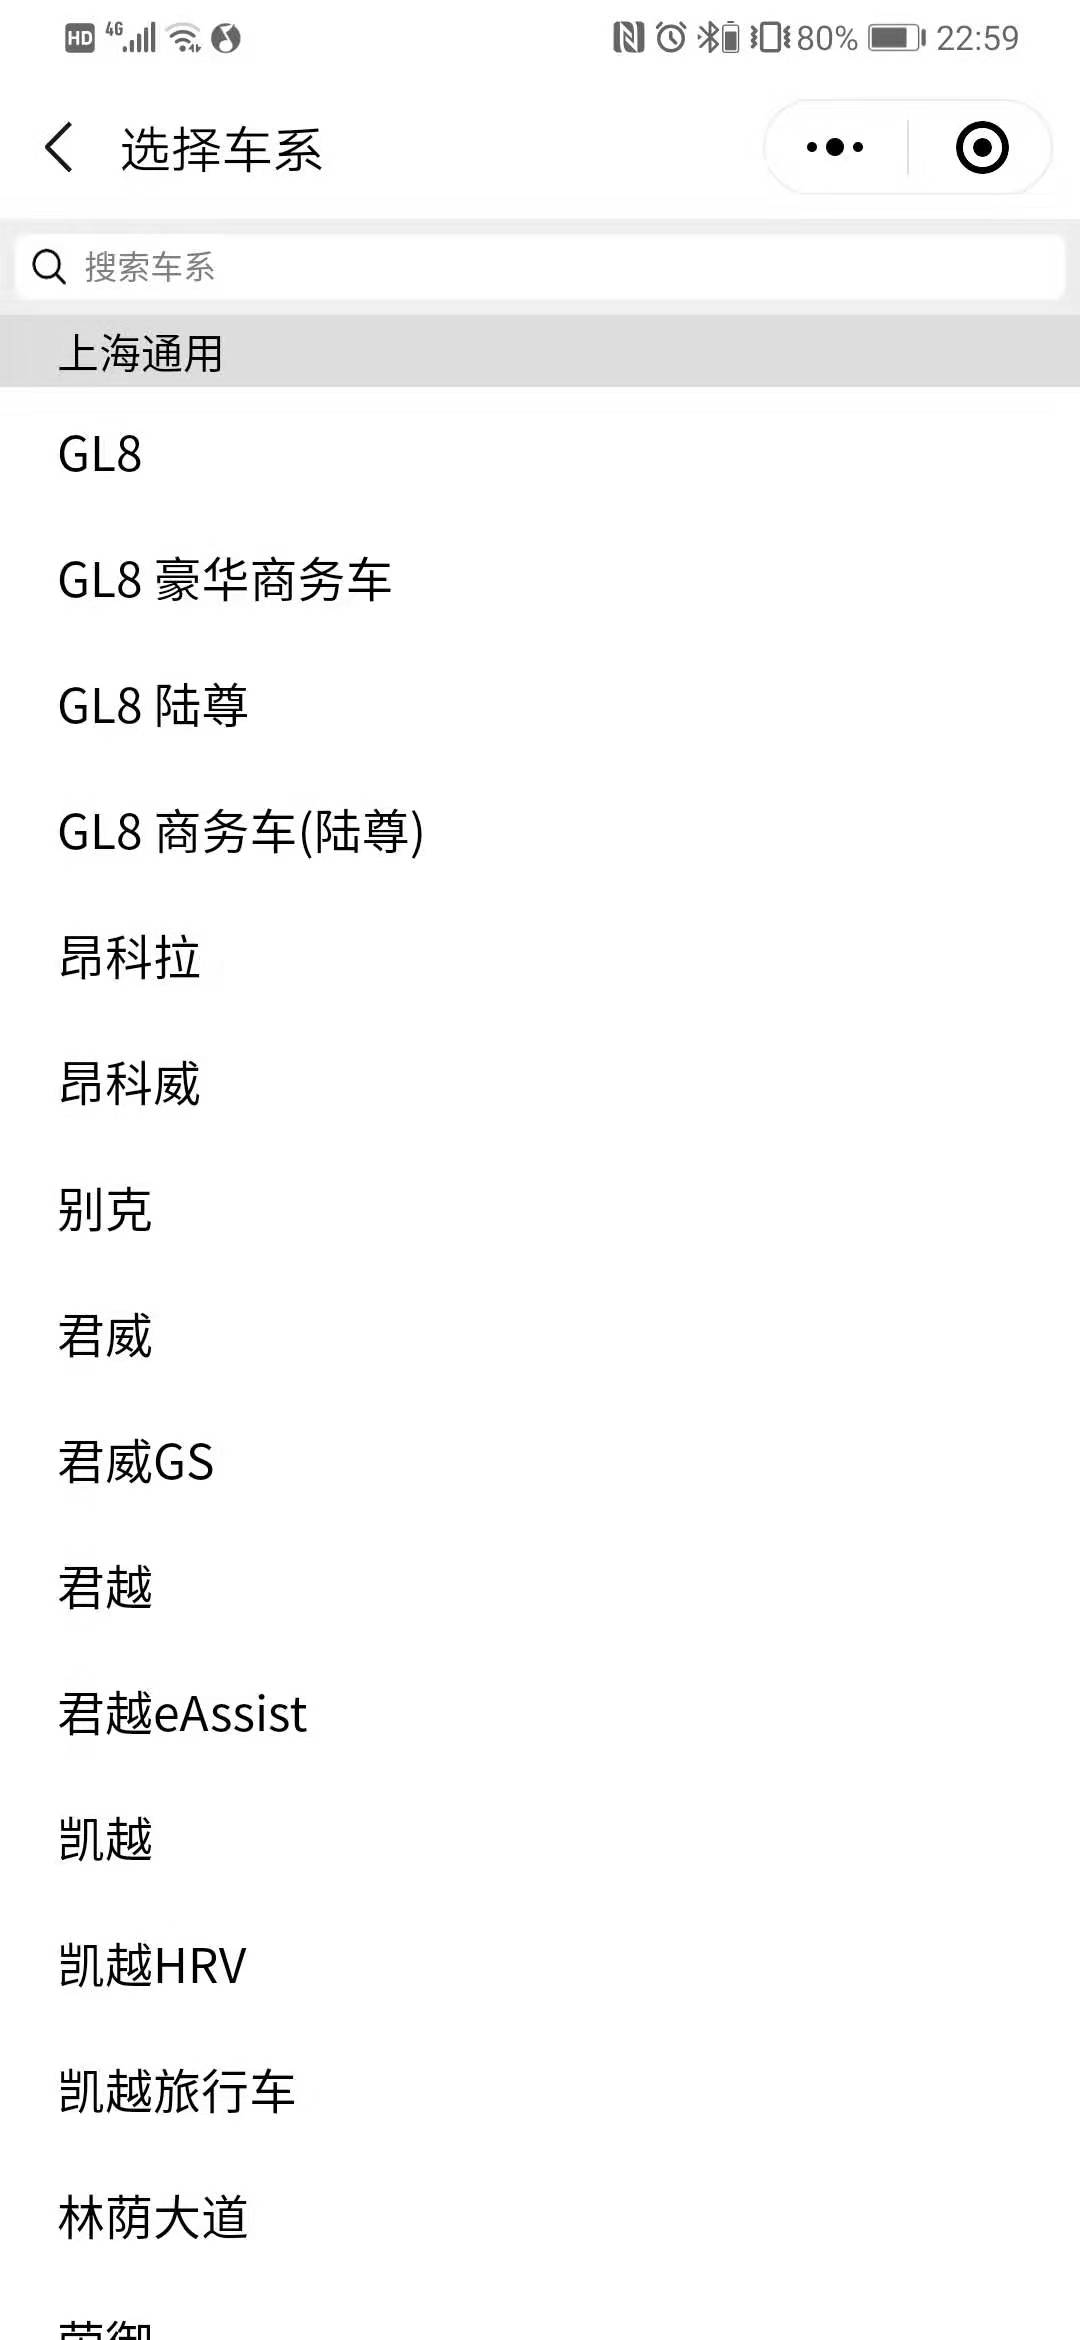 HD 4G 80% 22:59
选择车系
搜索车系
上海通用
GL8
GL8 豪华商务车
GL8 陆尊
GL8 商务车(陆尊)
昂科拉
昂科威
别克
君威
君威GS
君越
君越eAssist
凯越
凯越HRV
凯越旅行车
林荫大道